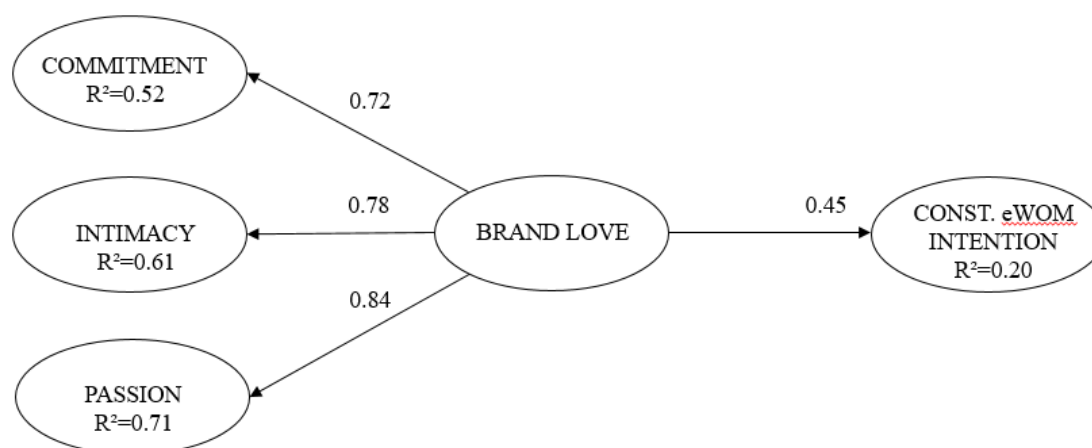 COMMITMENT
R²=0.52
0.72
INTIMACY
R²=0.61
0.78
BRAND LOVE
0.45
CONST. eWOM
INTENTION
R²=0.20
0.84
PASSION
R²=0.71